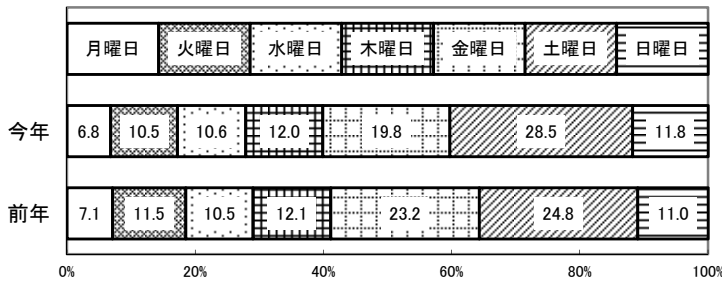 月曜日 火曜日 水曜日 木曜日 金曜日 土曜日 日曜日
今年 6.8 10.5 10.6 12.0 19.8 28.5 11.8
前年 7.1 11.5 10.5 12.1 23.2 24.8 11.0
0% 20% 40% 60% 80% 100%